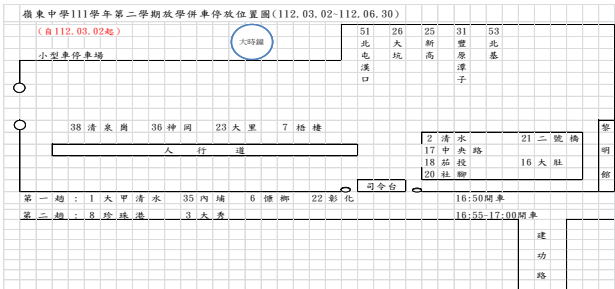 嶺東中學111學年第二學期放學併車停放位置圖(112.03.02~112.06.30)
(自112.03.02起)
大時鐘
小型車停車場
51 北屯漢口
26 大坑
25 新高
31 豐原潭子
53 北基
38 清泉崗 36 神岡 23 大里 7 梧棲
人行道
2 清水 21 二號橋
17 中央路
18 茄投 16 大肚
20 社腳
黎明館
司令台
第一趟：1 大甲清水 35 內埔 6 慷榔 22 彰化 16:50開車
第二趟：8 珍珠港 3 大秀 16:55-17:00開車
建功路